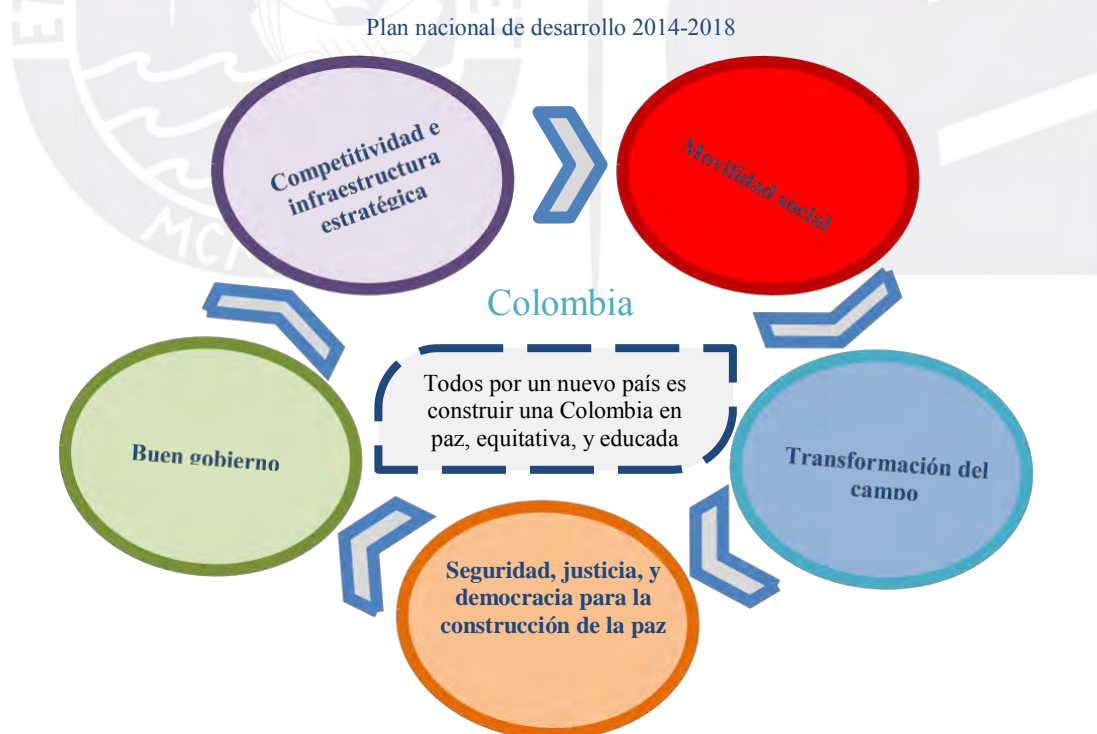 Plan nacional de desarrollo 2014-2018
Competitividad e
infraestructura
estratégica
Movilidad social
Colombia
Todos por un nuevo país es
construir una Colombia en
paz, equitativa, y educada
Buen gobierno
Transformación del
campo
Seguridad, justicia, y
democracia para la
construcción de la paz